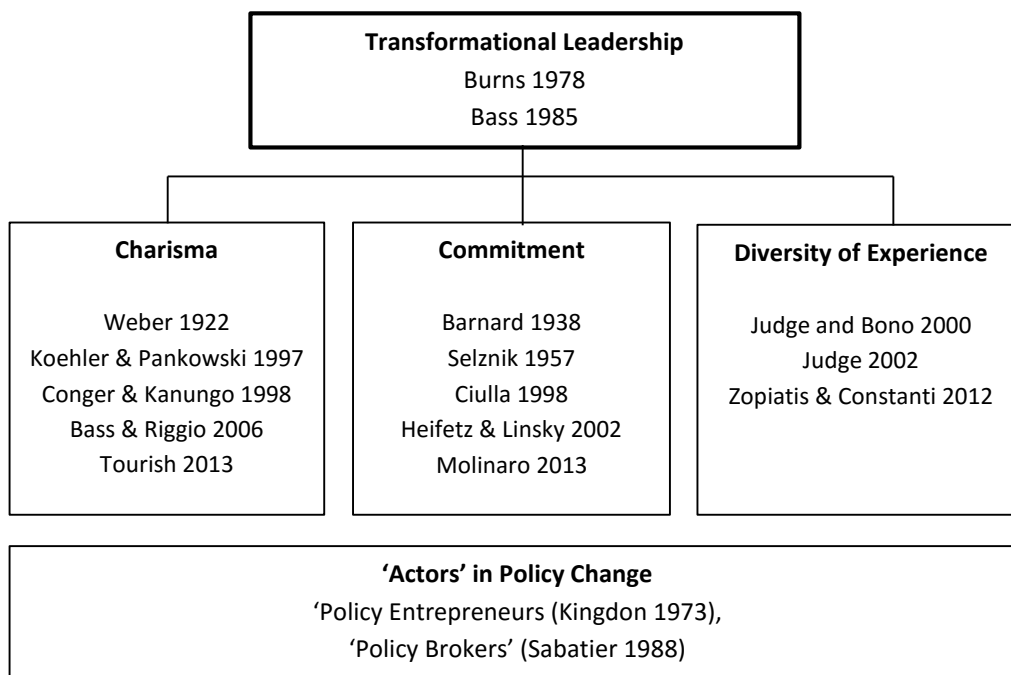 Transformational Leadership
Burns 1978
Bass 1985
Charisma
Weber 1922
Koehler & Pankowski 1997
Conger & Kanungo 1998
Bass & Riggio 2006
Tourish 2013
Commitment
Barnard 1938
Selznik 1957
Ciulla 1998
Heifetz & Linsky 2002
Molinaro 2013
Diversity of Experience
Judge and Bono 2000
Judge 2002
Zopiatis & Constanti 2012
‘Actors’ in Policy Change
‘Policy Entrepreneurs (Kingdon 1973),
‘Policy Brokers’ (Sabatier 1988)